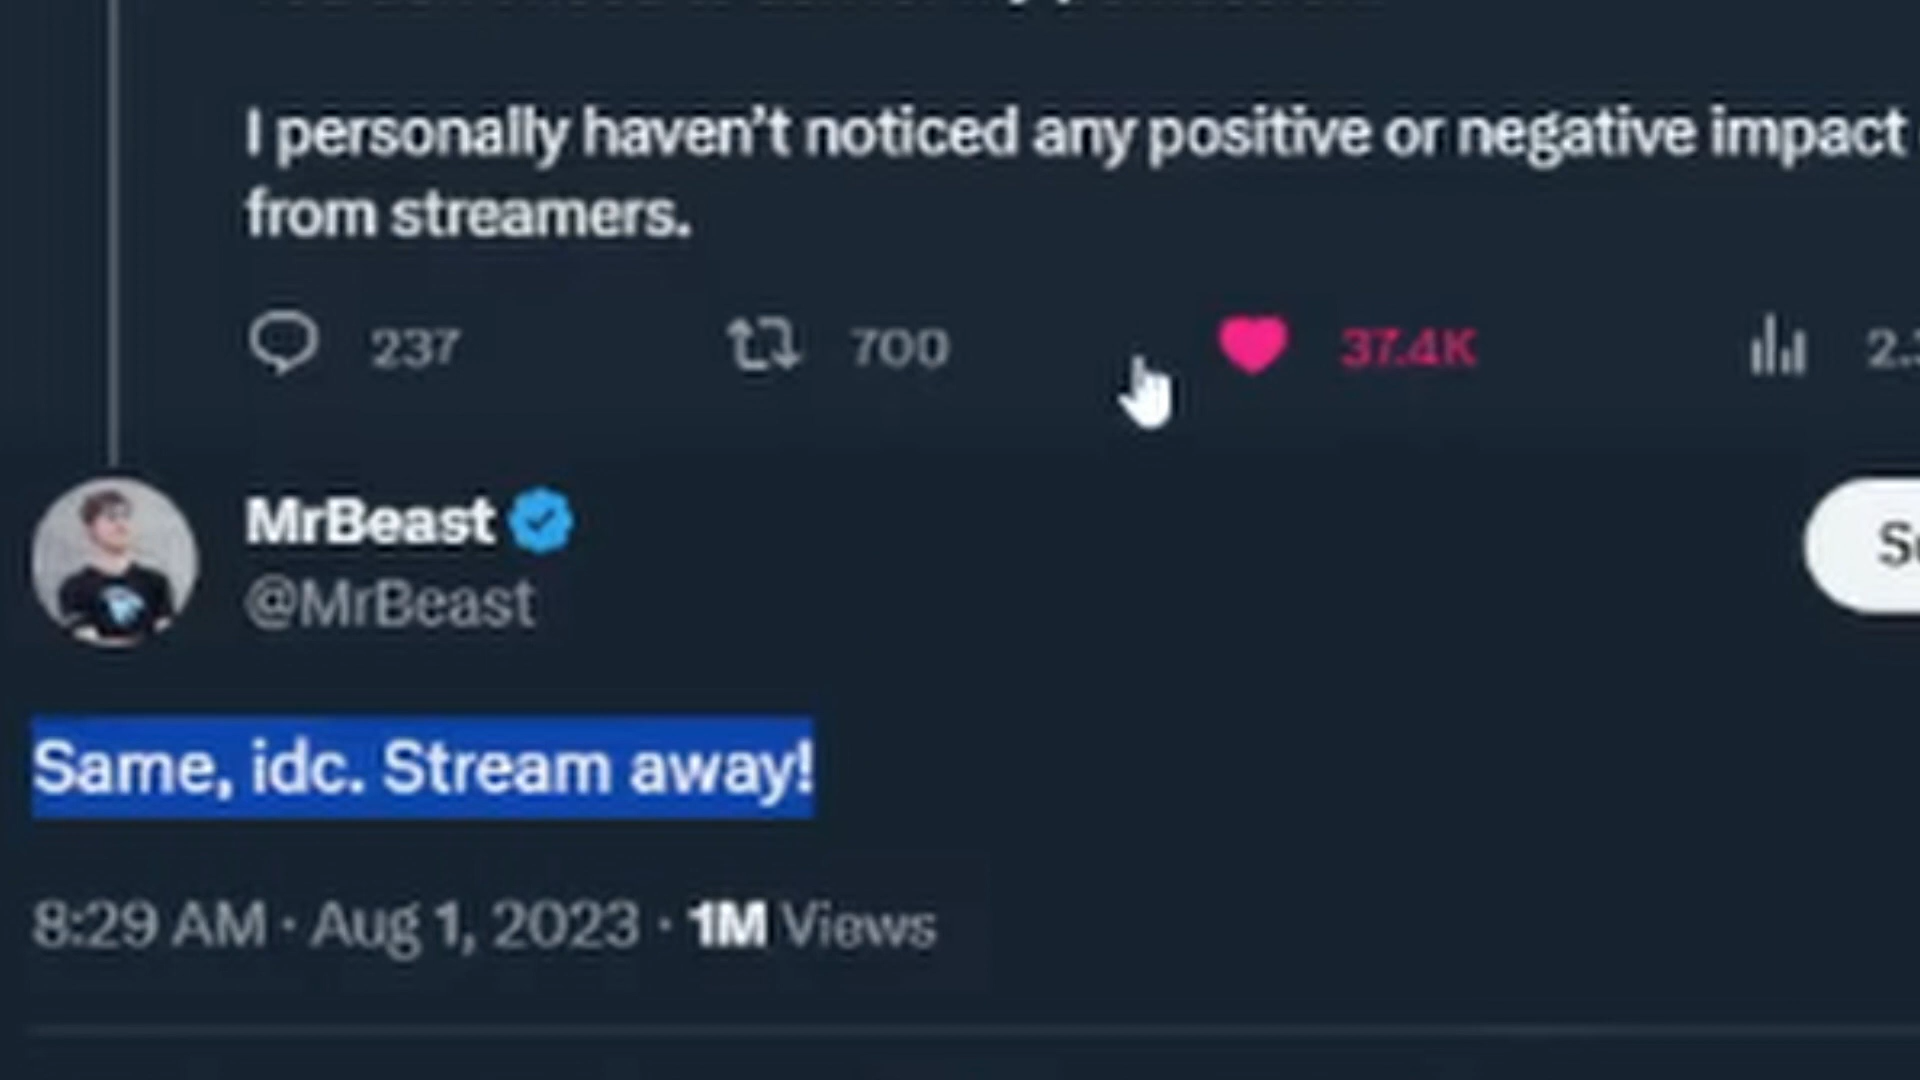 I personally haven't noticed any positive or negative impact
from streamers.
237 700 37.4K
MrBeast
@MrBeast
Same, idc. Stream away!
8:29 AM · Aug 1, 2023 · 1M Views